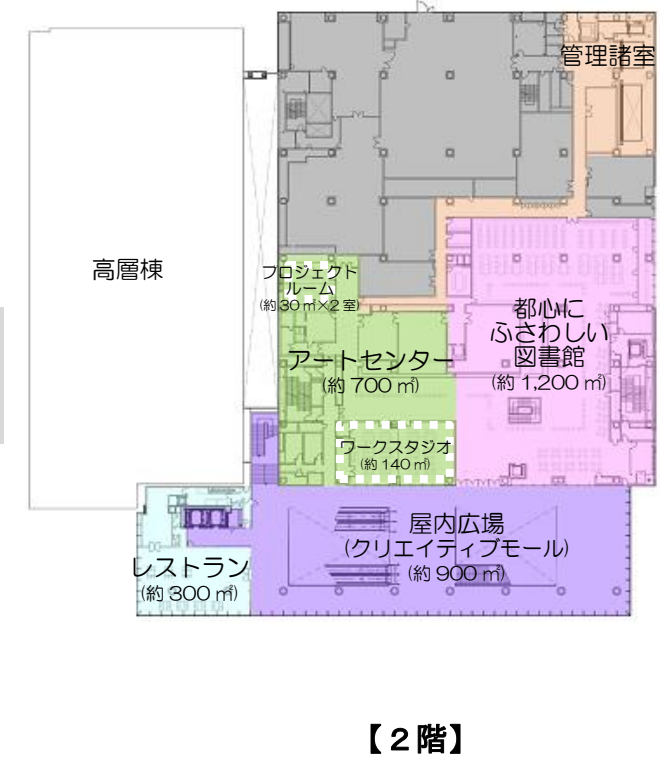 管理諸室
高層棟
プロジェクト
ルーム
(約30㎡×2室)
都心に
ふさわしい
図書館
(約1,200㎡)
アートセンター
(約700㎡)
ワークスタジオ
(約140㎡)
屋内広場
(クリエイティブモール)
(約900㎡)
レストラン
(約300㎡)
【2階】